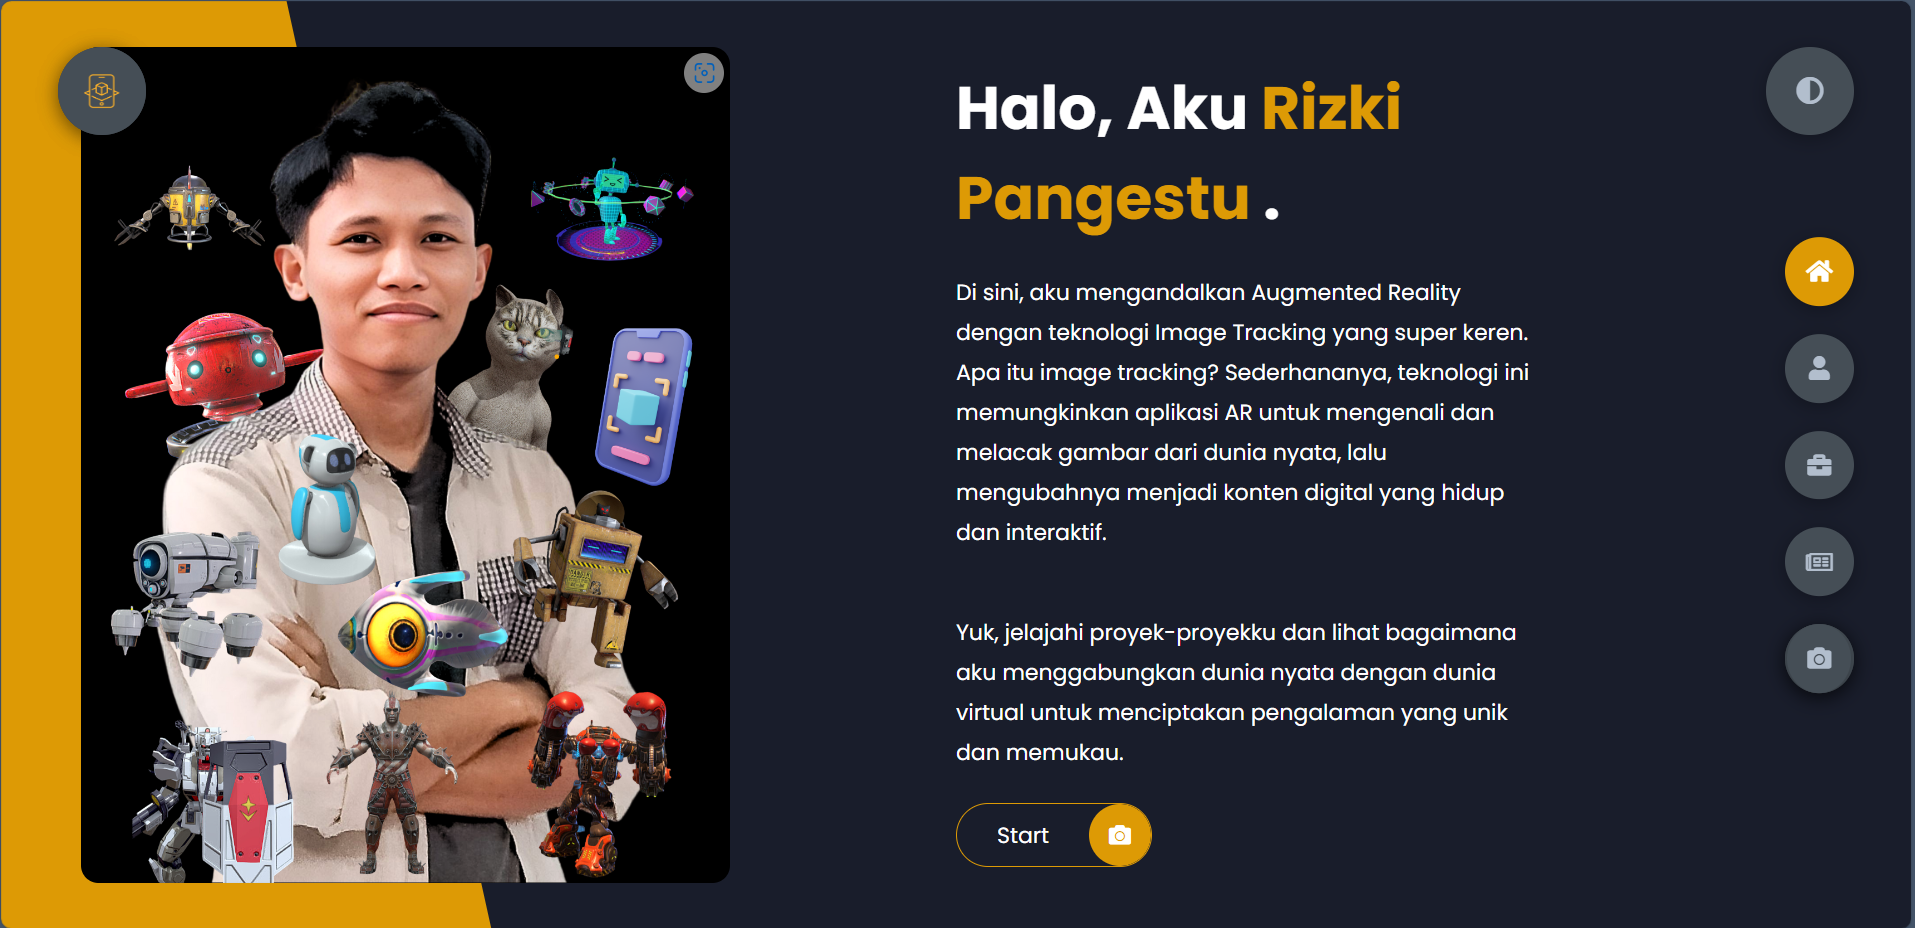 Halo, Aku Rizki
Pangestu .
Di sini, aku mengandalkan Augmented Reality
dengan teknologi Image Tracking yang super keren.
Apa itu image tracking? Sederhananya, teknologi ini
memungkinkan aplikasi AR untuk mengenali dan
melacak gambar dari dunia nyata, lalu
mengubahnya menjadi konten digital yang hidup
dan interaktif.
Yuk, jelajahi proyek-proyekku dan lihat bagaimana
aku menggabungkan dunia nyata dengan dunia
virtual untuk menciptakan pengalaman yang unik
dan memukau.
Start